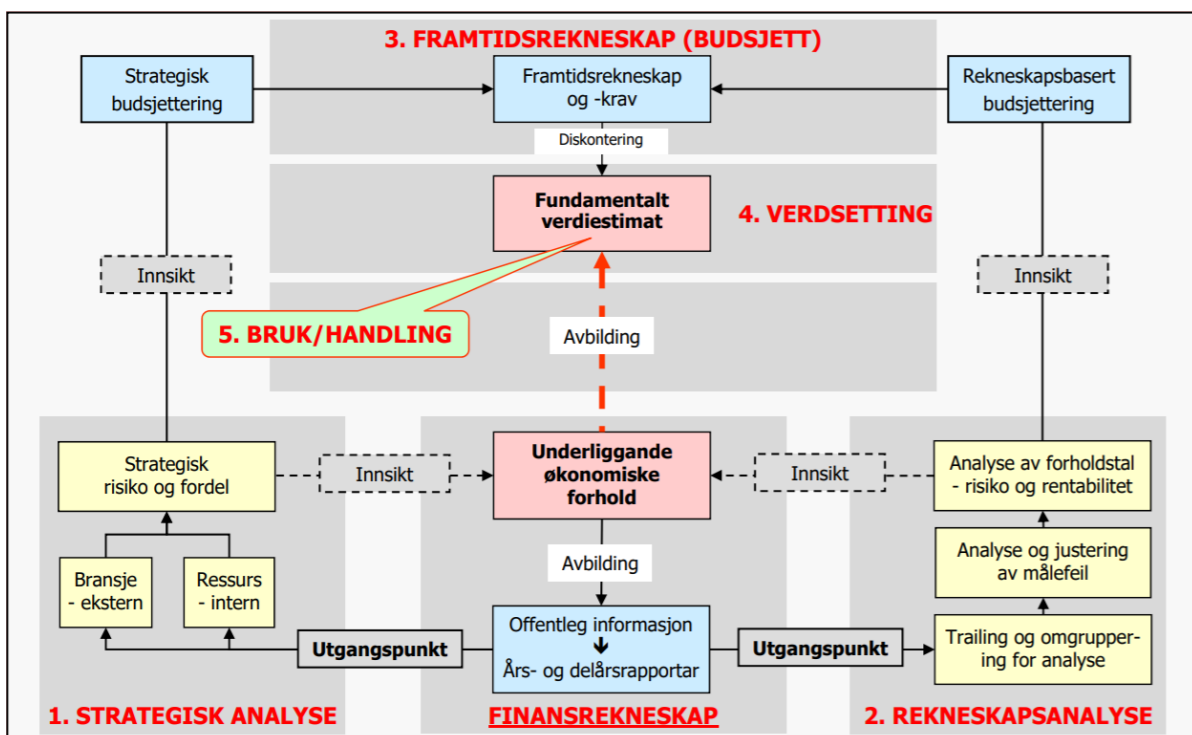 3. FRAMTIDSREKNESKAP (BUDSJETT)
Strategisk
budsjettering
Framtidsrekneskap
og -krav
Rekneskapsbasert
budsjettering
Diskontering
Fundamentalt
verdiestimat
4. VERDSETTING
Innsikt
Innsikt
5. BRUK/HANDLING
Avbilding
Strategisk
risiko og fordel
Innsikt
Underliggande
økonomiske
forhold
Innsikt
Analyse av forholdstal
- risiko og rentabilitet
Bransje
- ekstern
Ressurs
- intern
Avbilding
Analyse og justering
av målefeil
Utgangspunkt
Offentleg informasjon
Års- og delårsrapportar
Utgangspunkt
Trailing og omgrupper-
ing for analyse
1. STRATEGISK ANALYSE
FINANSREKNESKAP
2. REKNESKAPSANALYSE